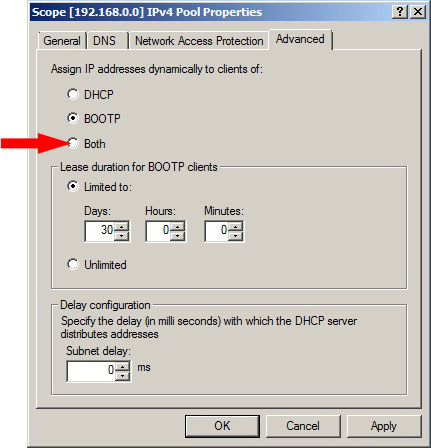 Scope [192.168.0.0] IPv4 Pool Properties
General DNS Network Access Protection Advanced
Assign IP addresses dynamically to clients of:
DHCP
BOOTP
Both
Lease duration for BOOTP clients
Limited to:
Days: Hours: Minutes:
30 0 0
Unlimited
Delay configuration
Specify the delay (in milli seconds) with which the DHCP server
distributes addresses
Subnet delay:
0 ms
OK Cancel Apply